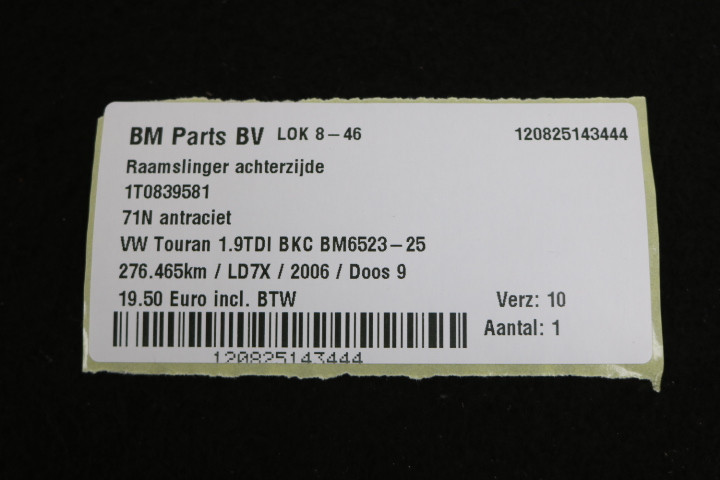 BM Parts BV LOK 8-46 120825143444
Raamslinger achterzijde
1T0839581
71N antraciet
VW Touran 1.9TDI BKC BM6523-25
276.465km / LD7X / 2006 / Doos 9
19.50 Euro incl. BTW Verz: 10
Aantal: 1
120825143444